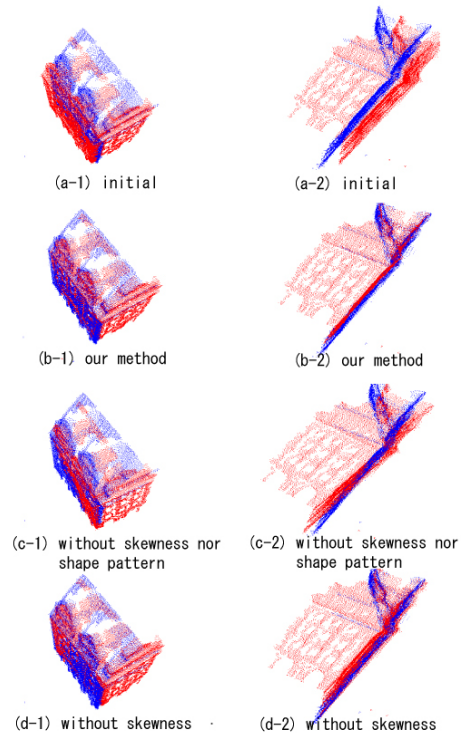 (a-1) initial
(a-2) initial
(b-1) our method
(b-2) our method
(c-1) without skewness nor
shape pattern
(c-2) without skewness nor
shape pattern
(d-1) without skewness
(d-2) without skewness